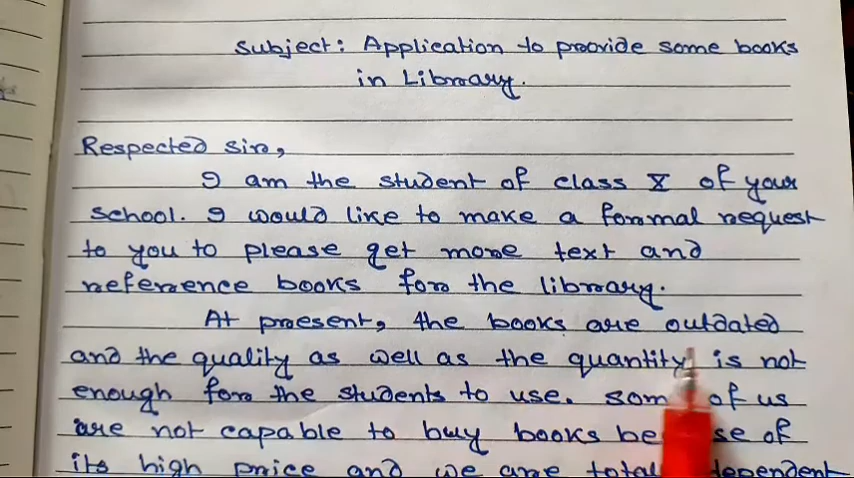 Subject: Application to provide some books
in Library.
Respected Sir,
I am the student of class X of your
school. I would like to make a formal request
to you to please get more text and
reference books for the library.
At present, the books are outdated
and the quality as well as the quantity is not
enough for the students to use. Som of us
are not capable to buy books be se of
its high price and we are total dependent